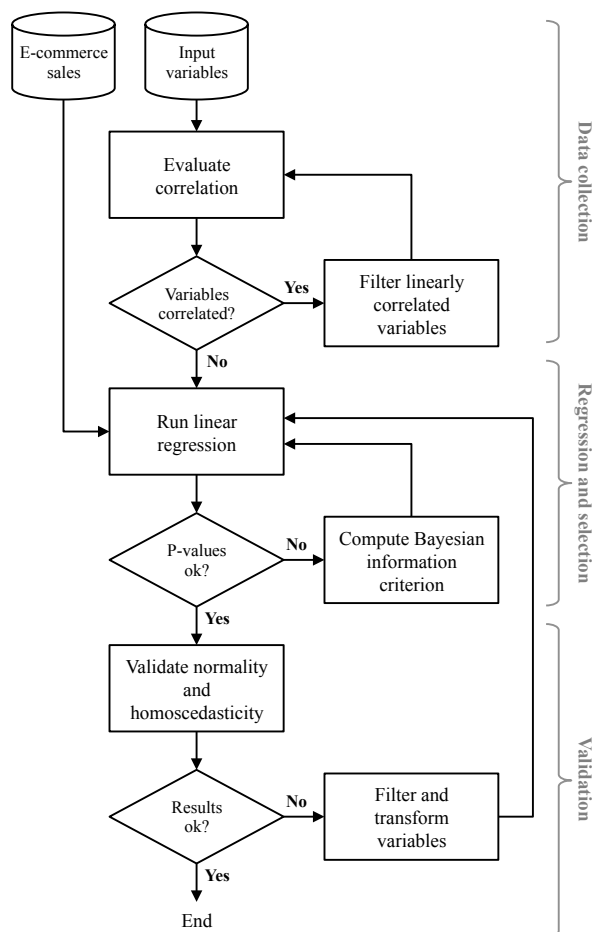 E-commerce
sales
Input
variables
Evaluate
correlation
Variables
correlated?
Yes
Filter linearly
correlated
variables
No
Data collection
Run linear
regression
P-values
ok?
No
Compute Bayesian
information
criterion
Yes
Regression and selection
Validate normality
and
homoscedasticity
Results
ok?
No
Filter and
transform
variables
Yes
End
Validation